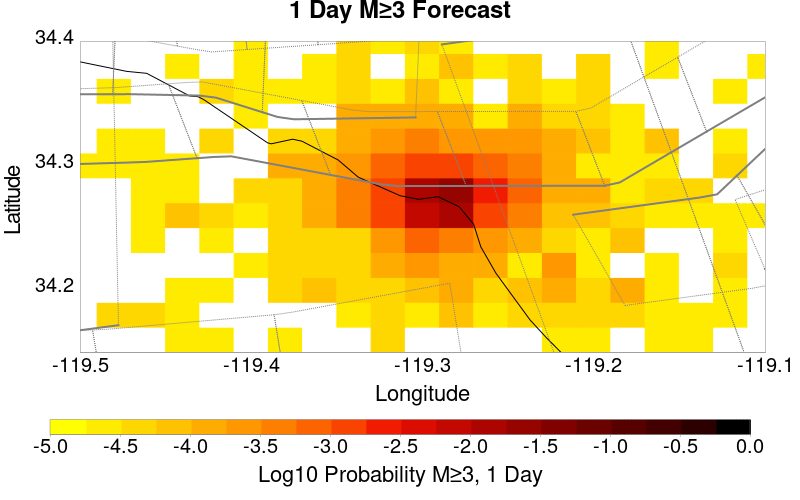 1 Day M≥3 Forecast
34.4
34.3
34.2
Latitude
-119.5 -119.4 -119.3 -119.2 -119.1
Longitude
-5.0 -4.5 -4.0 -3.5 -3.0 -2.5 -2.0 -1.5 -1.0 -0.5 0.0
Log10 Probability M≥3, 1 Day